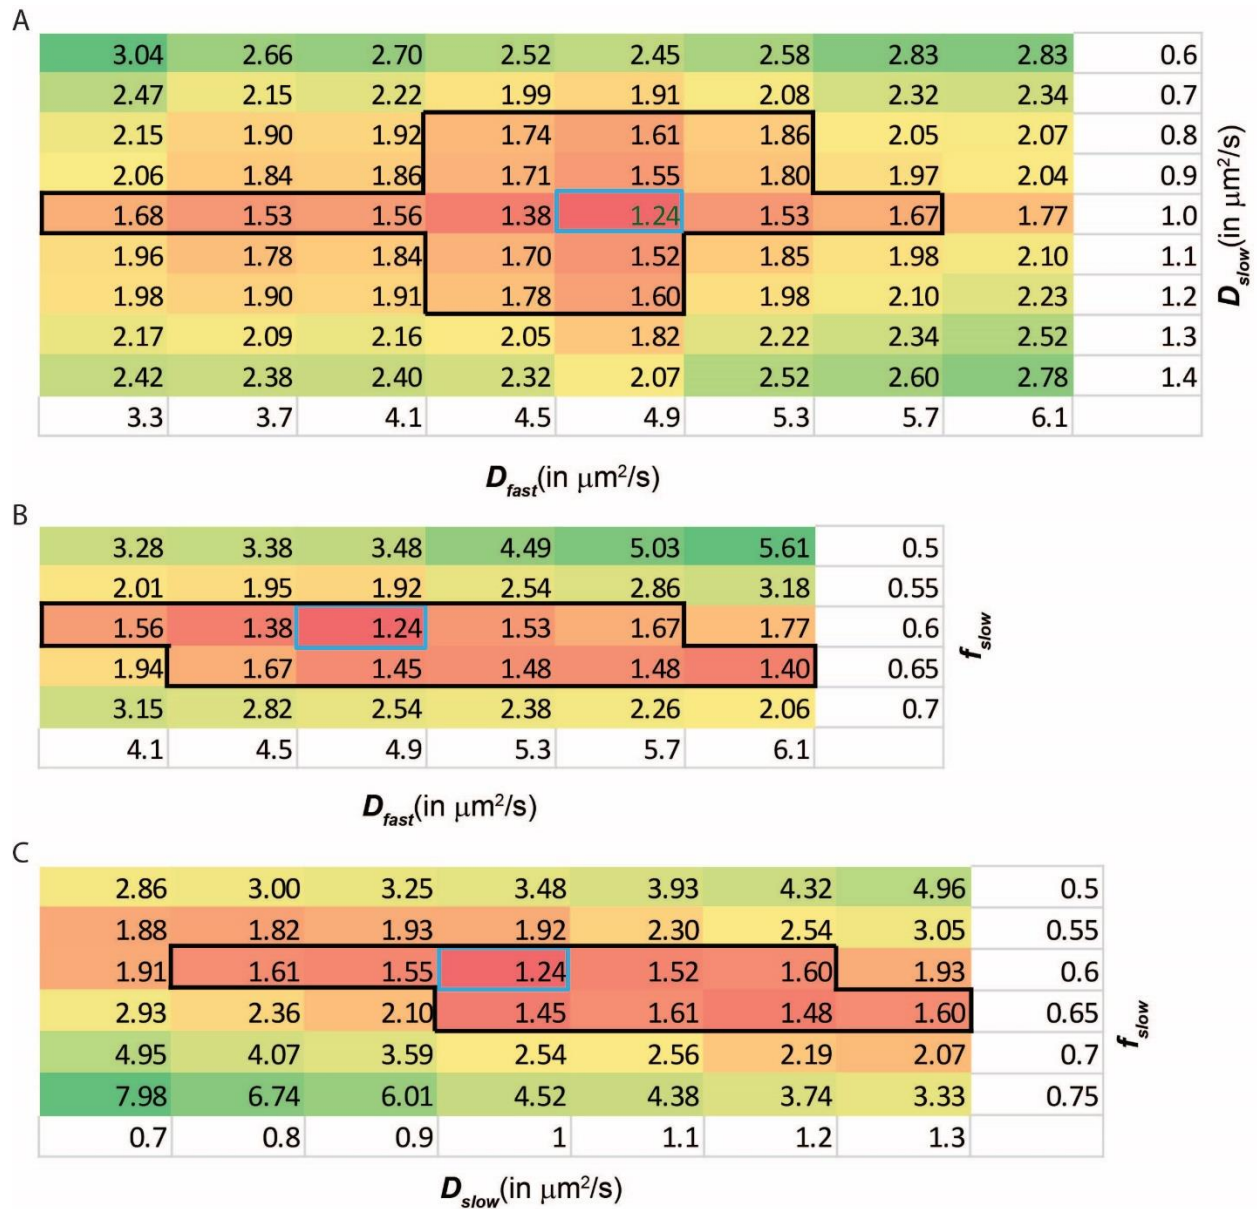 A
3.04 2.66 2.70 2.52 2.45 2.58 2.83 2.83 0.6
2.47 2.15 2.22 1.99 1.91 2.08 2.32 2.34 0.7
2.15 1.90 1.92 1.74 1.61 1.86 2.05 2.07 0.8
2.06 1.84 1.86 1.71 1.55 1.80 1.97 2.04 0.9
1.68 1.53 1.56 1.38 1.24 1.53 1.67 1.77 1.0
1.96 1.78 1.84 1.70 1.52 1.85 1.98 2.10 1.1
1.98 1.90 1.91 1.78 1.60 1.98 2.10 2.23 1.2
2.17 2.09 2.16 2.05 1.82 2.22 2.34 2.52 1.3
2.42 2.38 2.40 2.32 2.07 2.52 2.60 2.78 1.4
3.3 3.7 4.1 4.5 4.9 5.3 5.7 6.1
D_slow(in μm²/s)
D_fast(in μm²/s)
B
3.28 3.38 3.48 4.49 5.03 5.61 0.5
2.01 1.95 1.92 2.54 2.86 3.18 0.55
1.56 1.38 1.24 1.53 1.67 1.77 0.6
1.94 1.67 1.45 1.48 1.48 1.40 0.65
3.15 2.82 2.54 2.38 2.26 2.06 0.7
4.1 4.5 4.9 5.3 5.7 6.1
f_slow
D_fast(in μm²/s)
C
2.86 3.00 3.25 3.48 3.93 4.32 4.96 0.5
1.88 1.82 1.93 1.92 2.30 2.54 3.05 0.55
1.91 1.61 1.55 1.24 1.52 1.60 1.93 0.6
2.93 2.36 2.10 1.45 1.61 1.48 1.60 0.65
4.95 4.07 3.59 2.54 2.56 2.19 2.07 0.7
7.98 6.74 6.01 4.52 4.38 3.74 3.33 0.75
0.7 0.8 0.9 1 1.1 1.2 1.3
f_slow
D_slow(in μm²/s)